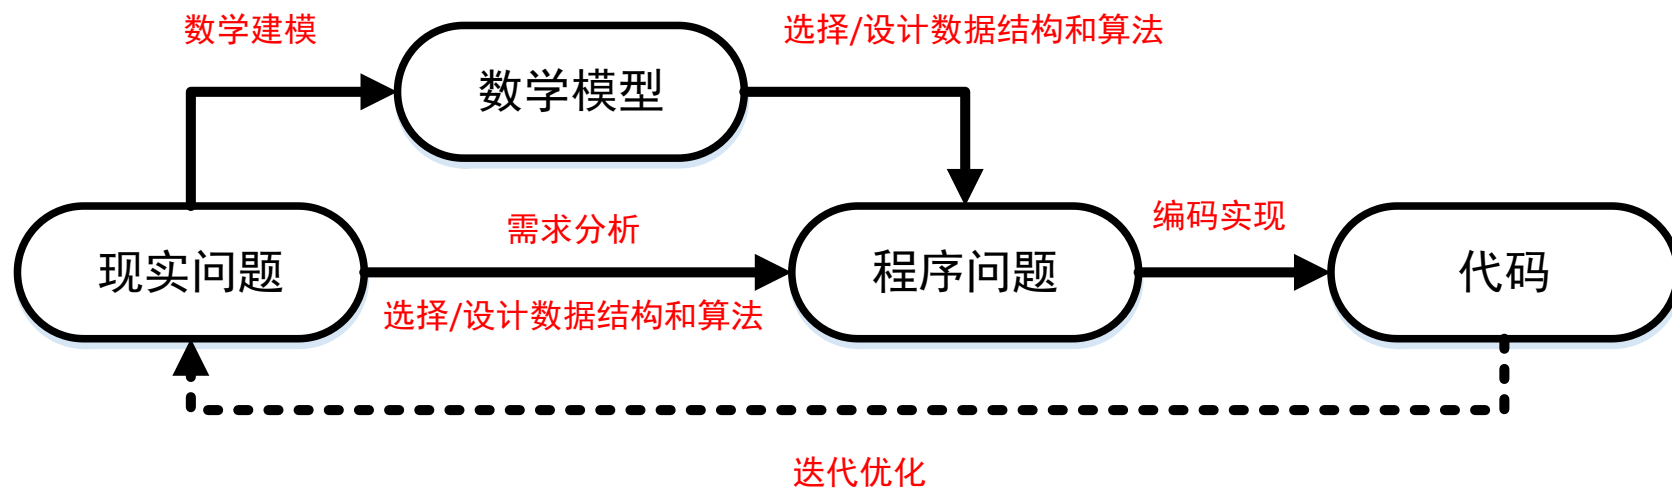 数学建模
选择/设计数据结构和算法
数学模型
需求分析
编码实现
现实问题
程序问题
代码
选择/设计数据结构和算法
迭代优化